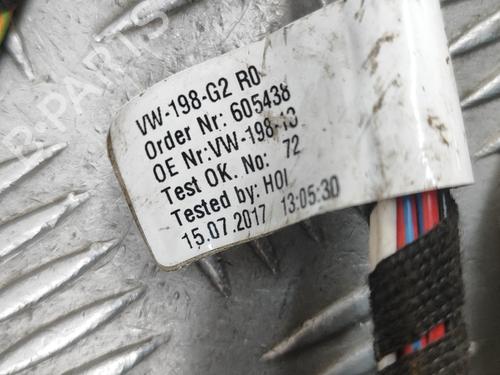 VW-198-G2 R0
Order Nr: 605438
OE Nr:VW-198-13
Test OK. No: 72
Tested by: HOI
15.07.2017 13:05:30